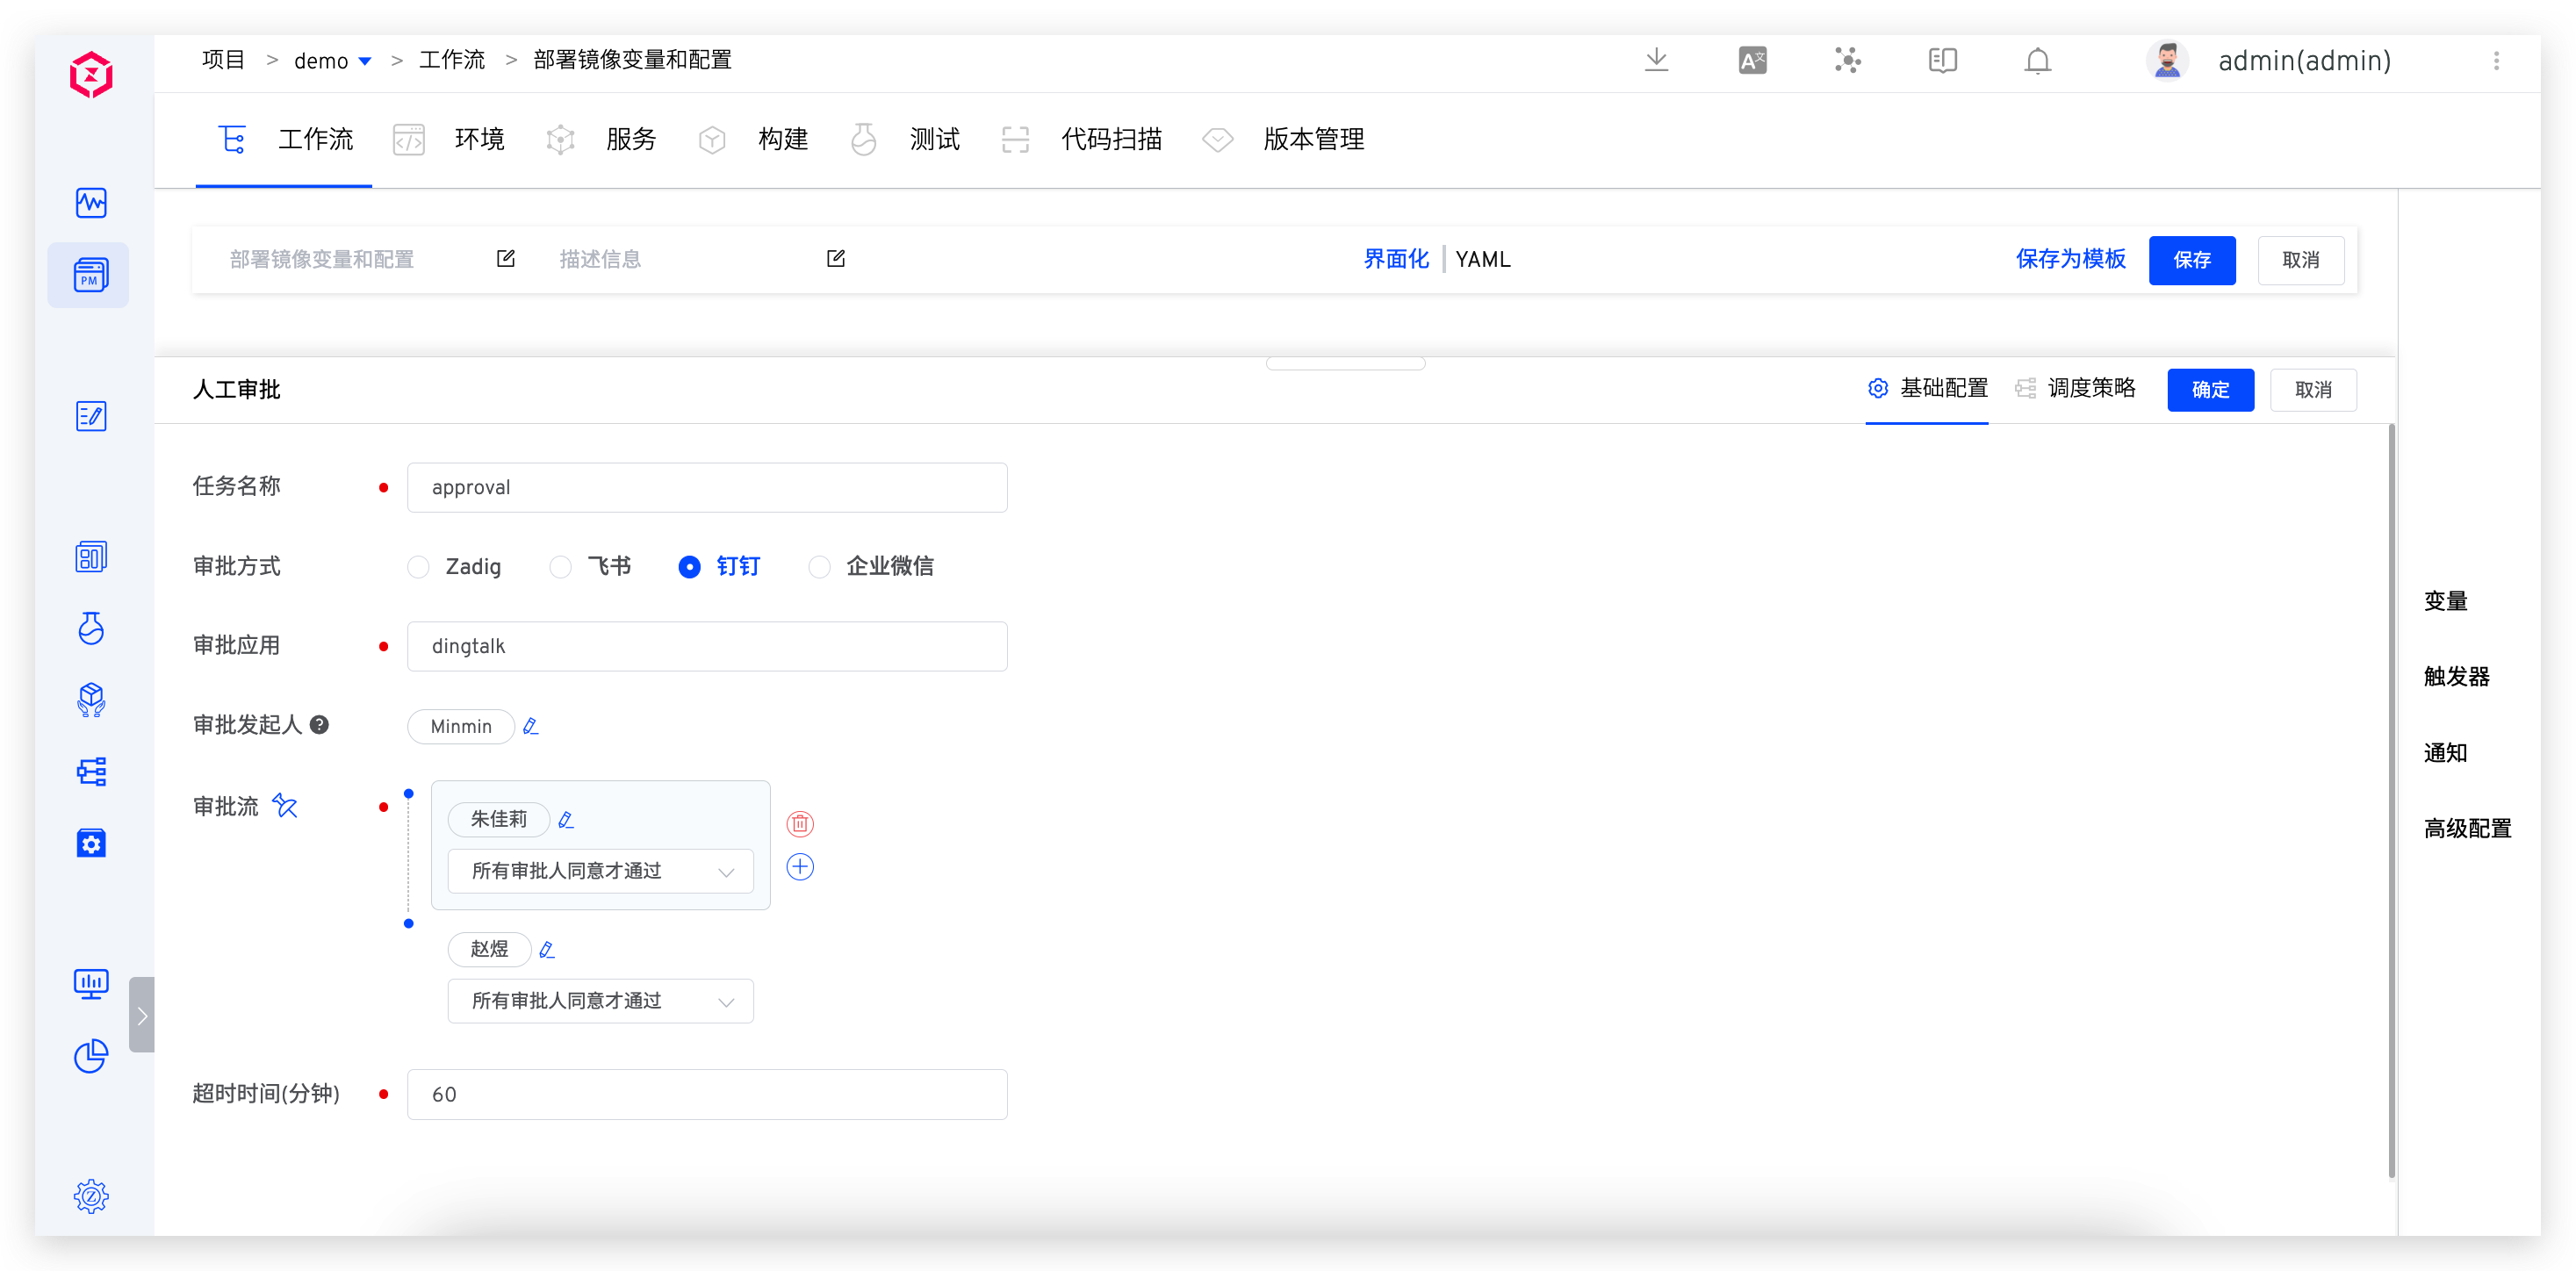 项目 > demo > 工作流 > 部署镜像变量和配置
admin(admin)
工作流 环境 服务 构建 测试 代码扫描 版本管理
PM
部署镜像变量和配置 描述信息 界面化 YAML 保存为模板 保存 取消
人工审批 基础配置 调度策略 确定 取消
任务名称 approval
审批方式 Zadig 飞书 钉钉 企业微信
审批应用 dingtalk
审批发起人 Minmin
审批流 朱佳莉
所有审批人同意才通过
赵煜
所有审批人同意才通过
超时时间(分钟) 60
变量
触发器
通知
高级配置